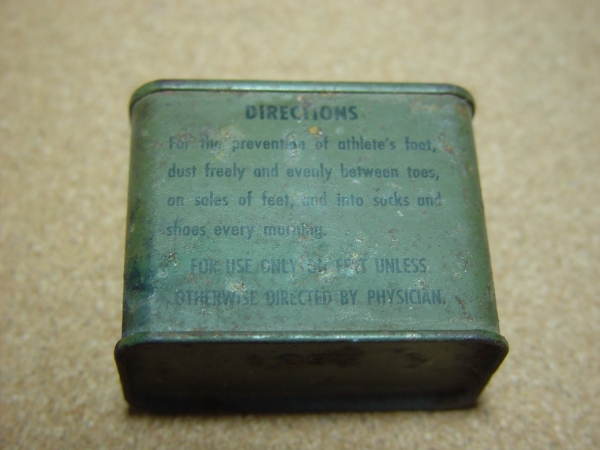 DIRECTIONS
For the prevention of athlete's foot,
dust freely and evenly between toes,
on soles of feet, and into socks and
shoes every morning.
FOR USE ONLY ON FEET UNLESS
OTHERWISE DIRECTED BY PHYSICIAN.